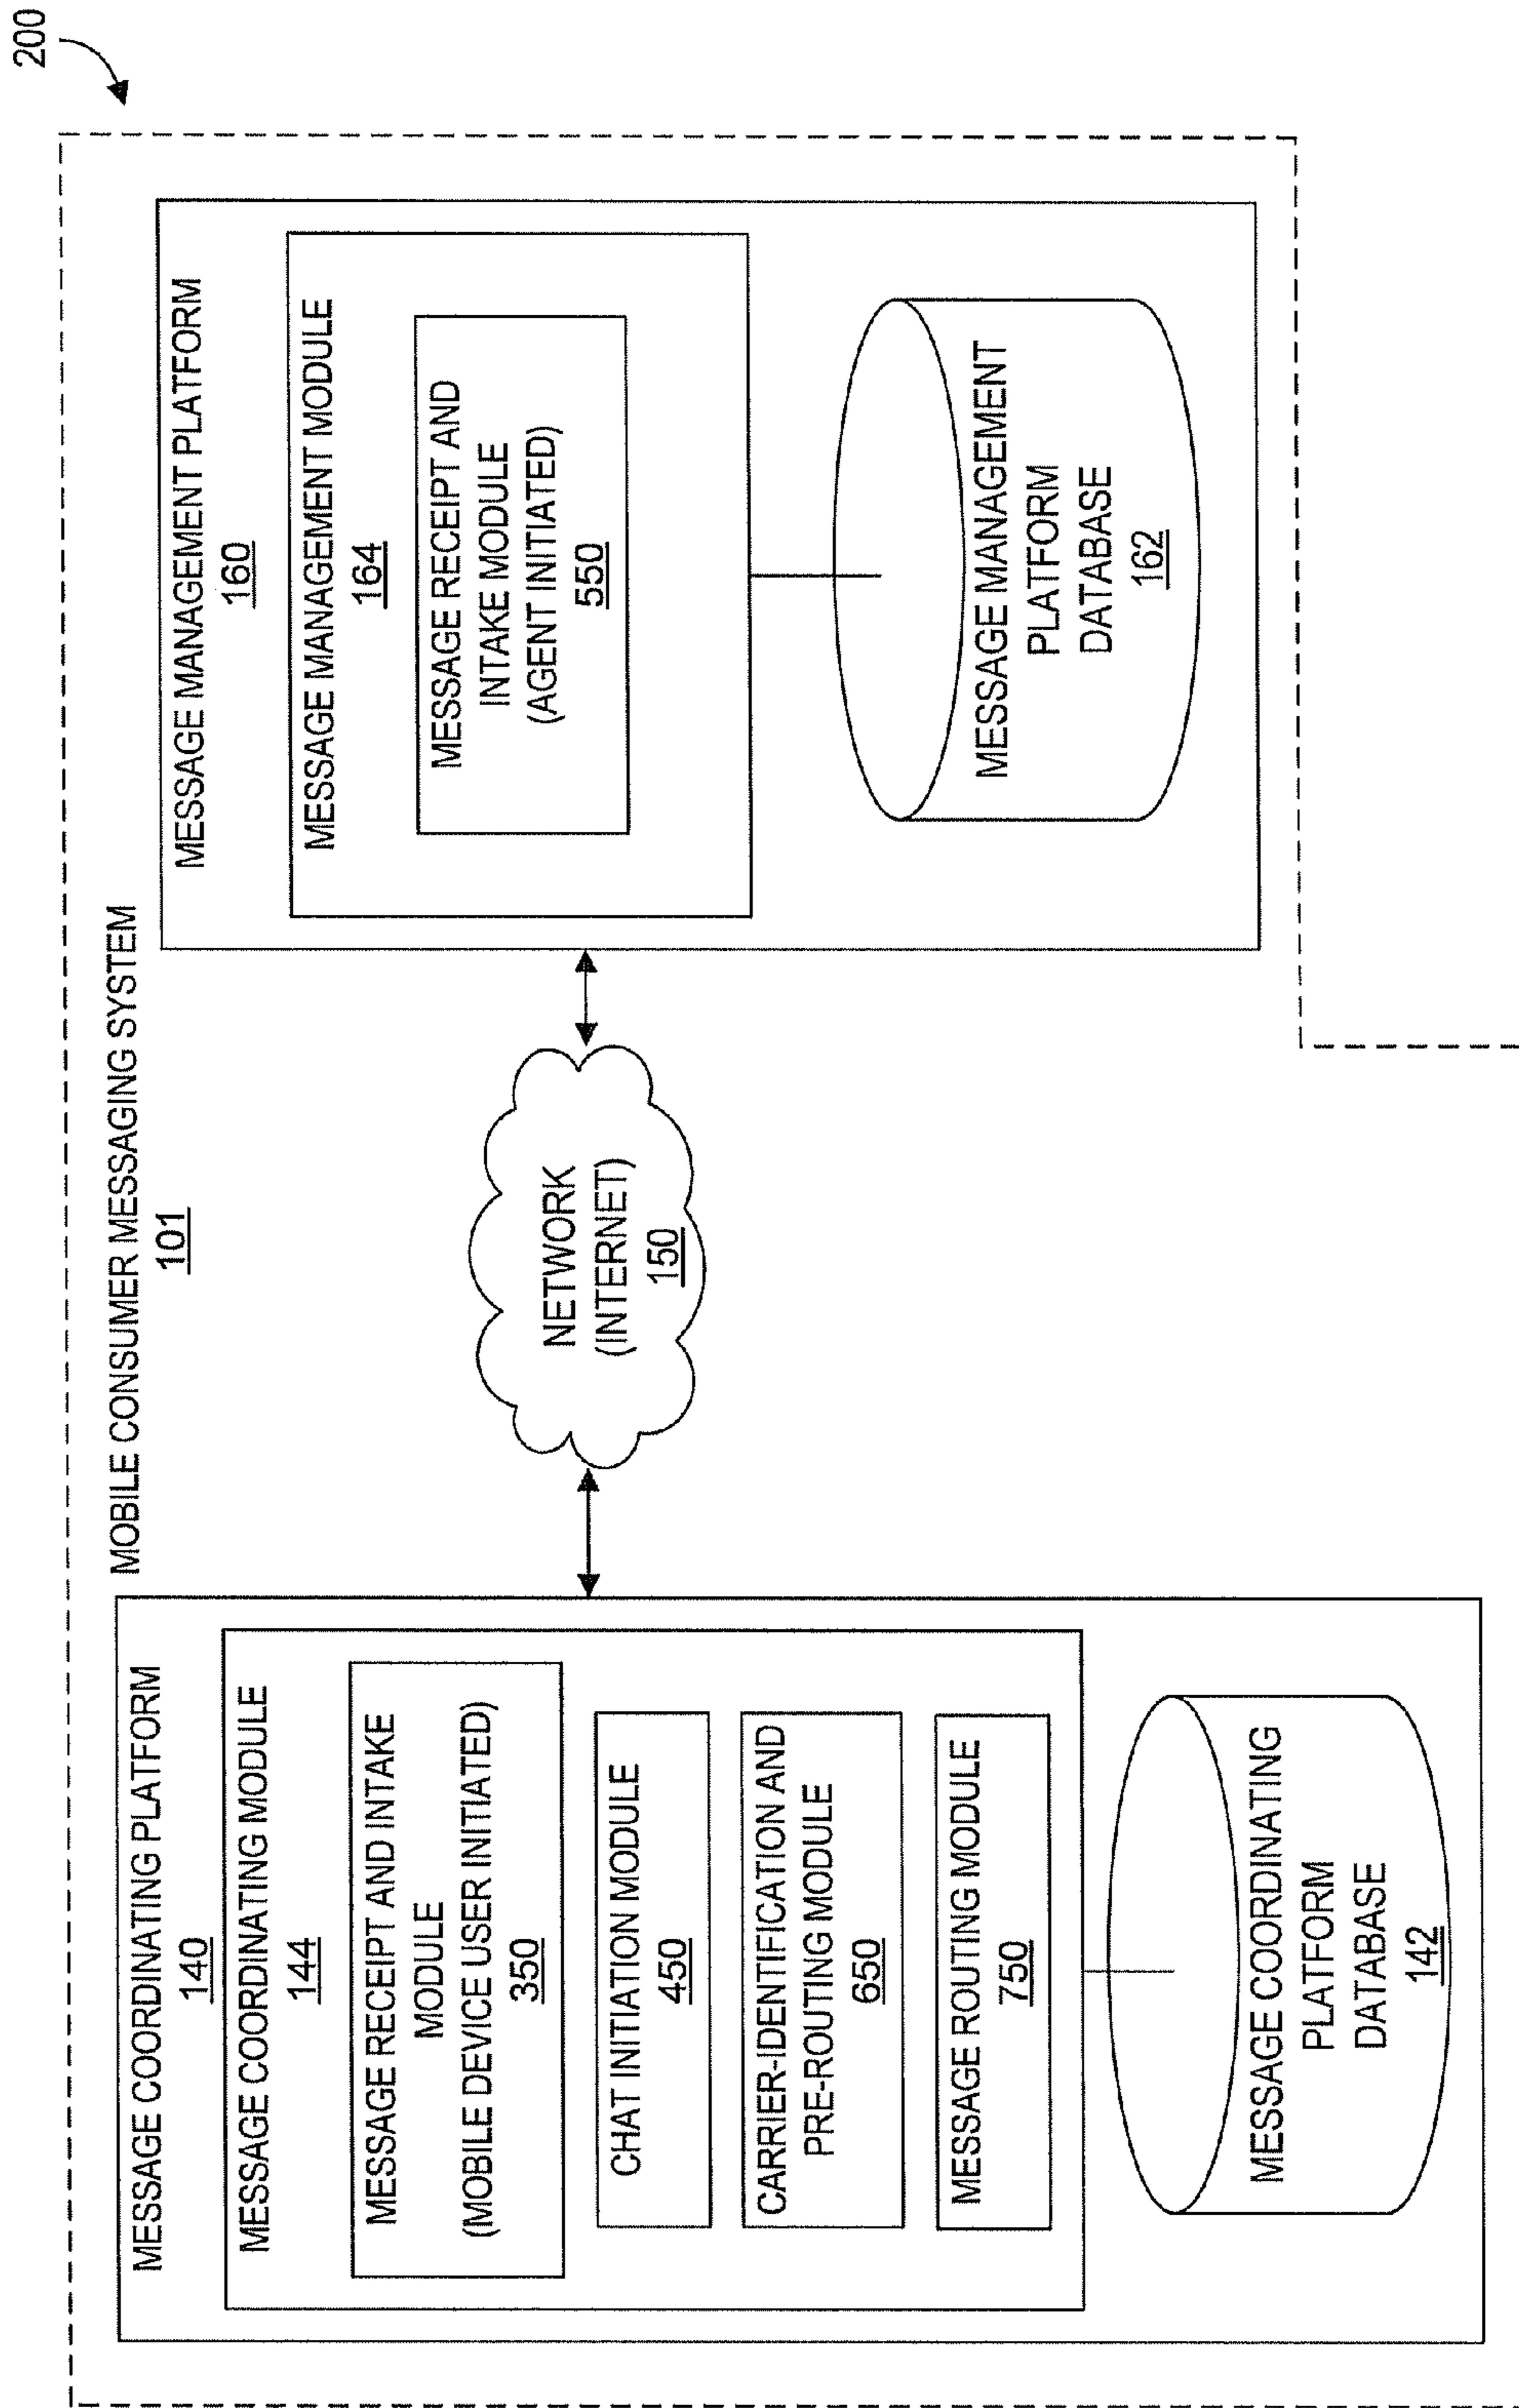 200
MOBILE CONSUMER MESSAGING SYSTEM
101
MESSAGE COORDINATING PLATFORM
140
MESSAGE COORDINATING MODULE
144
MESSAGE RECEIPT AND INTAKE
MODULE
(MOBILE DEVICE USER INITIATED)
350
CHAT INITIATION MODULE
450
CARRIER-IDENTIFICATION AND
PRE-ROUTING MODULE
650
MESSAGE ROUTING MODULE
750
MESSAGE COORDINATING
PLATFORM
DATABASE
142
NETWORK
(INTERNET)
150
MESSAGE MANAGEMENT PLATFORM
160
MESSAGE MANAGEMENT MODULE
164
MESSAGE RECEIPT AND
INTAKE MODULE
(AGENT INITIATED)
550
MESSAGE MANAGEMENT
PLATFORM
DATABASE
162